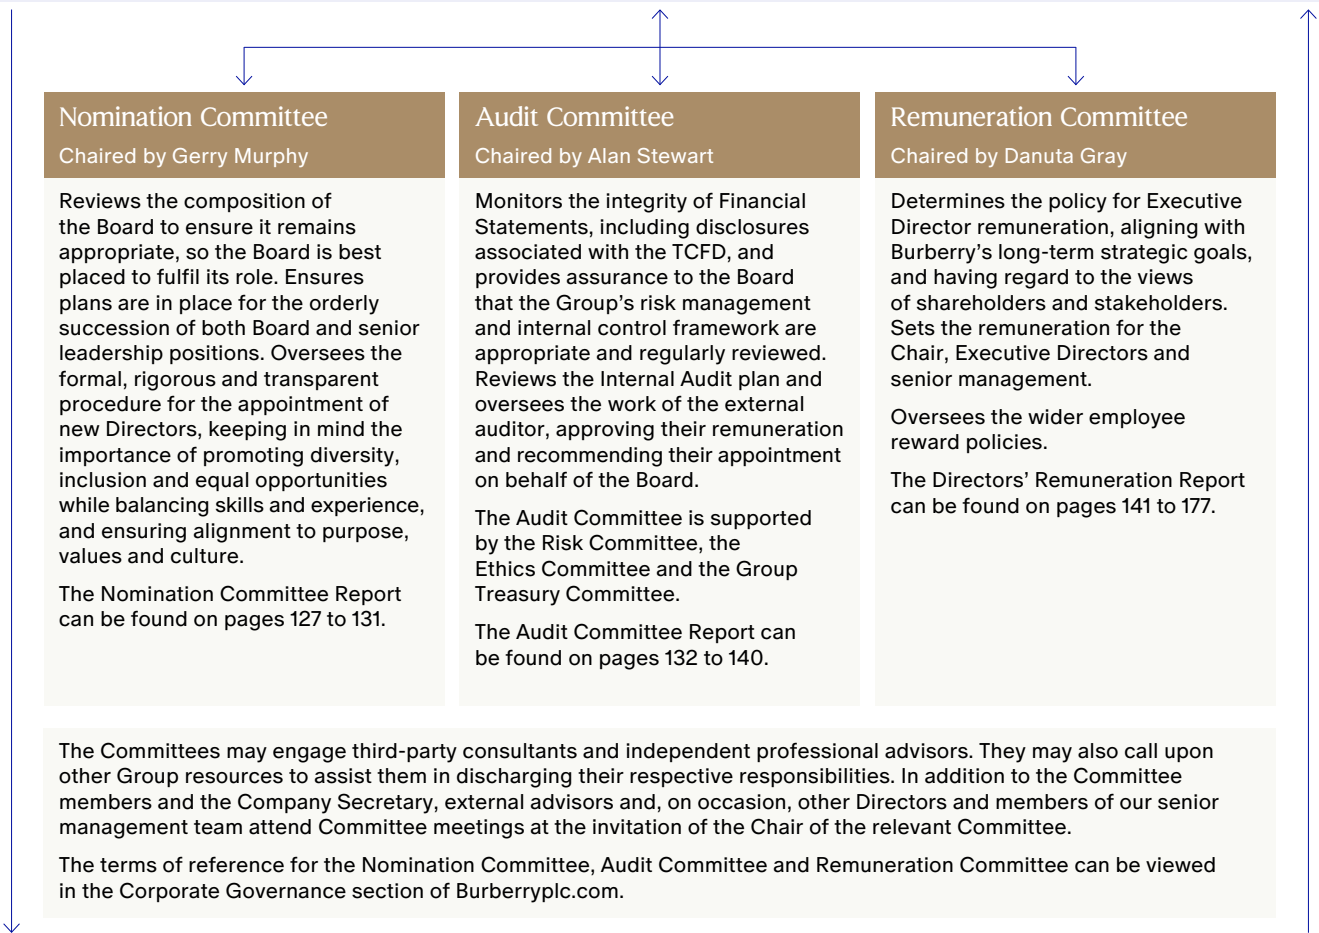 Nomination Committee
Chaired by Gerry Murphy
Reviews the composition of
the Board to ensure it remains
appropriate, so the Board is best
placed to fulfil its role. Ensures
plans are in place for the orderly
succession of both Board and senior
leadership positions. Oversees the
formal, rigorous and transparent
procedure for the appointment of
new Directors, keeping in mind the
importance of promoting diversity,
inclusion and equal opportunities
while balancing skills and experience,
and ensuring alignment to purpose,
values and culture.
The Nomination Committee Report
can be found on pages 127 to 131.
Audit Committee
Chaired by Alan Stewart
Monitors the integrity of Financial
Statements, including disclosures
associated with the TCFD, and
provides assurance to the Board
that the Group’s risk management
and internal control framework are
appropriate and regularly reviewed.
Reviews the Internal Audit plan and
oversees the work of the external
auditor, approving their remuneration
and recommending their appointment
on behalf of the Board.
The Audit Committee is supported
by the Risk Committee, the
Ethics Committee and the Group
Treasury Committee.
The Audit Committee Report can
be found on pages 132 to 140.
Remuneration Committee
Chaired by Danuta Gray
Determines the policy for Executive
Director remuneration, aligning with
Burberry’s long-term strategic goals,
and having regard to the views
of shareholders and stakeholders.
Sets the remuneration for the
Chair, Executive Directors and
senior management.
Oversees the wider employee
reward policies.
The Directors’ Remuneration Report
can be found on pages 141 to 177.
The Committees may engage third-party consultants and independent professional advisors. They may also call upon
other Group resources to assist them in discharging their respective responsibilities. In addition to the Committee
members and the Company Secretary, external advisors and, on occasion, other Directors and members of our senior
management team attend Committee meetings at the invitation of the Chair of the relevant Committee.
The terms of reference for the Nomination Committee, Audit Committee and Remuneration Committee can be viewed
in the Corporate Governance section of Burberryplc.com.